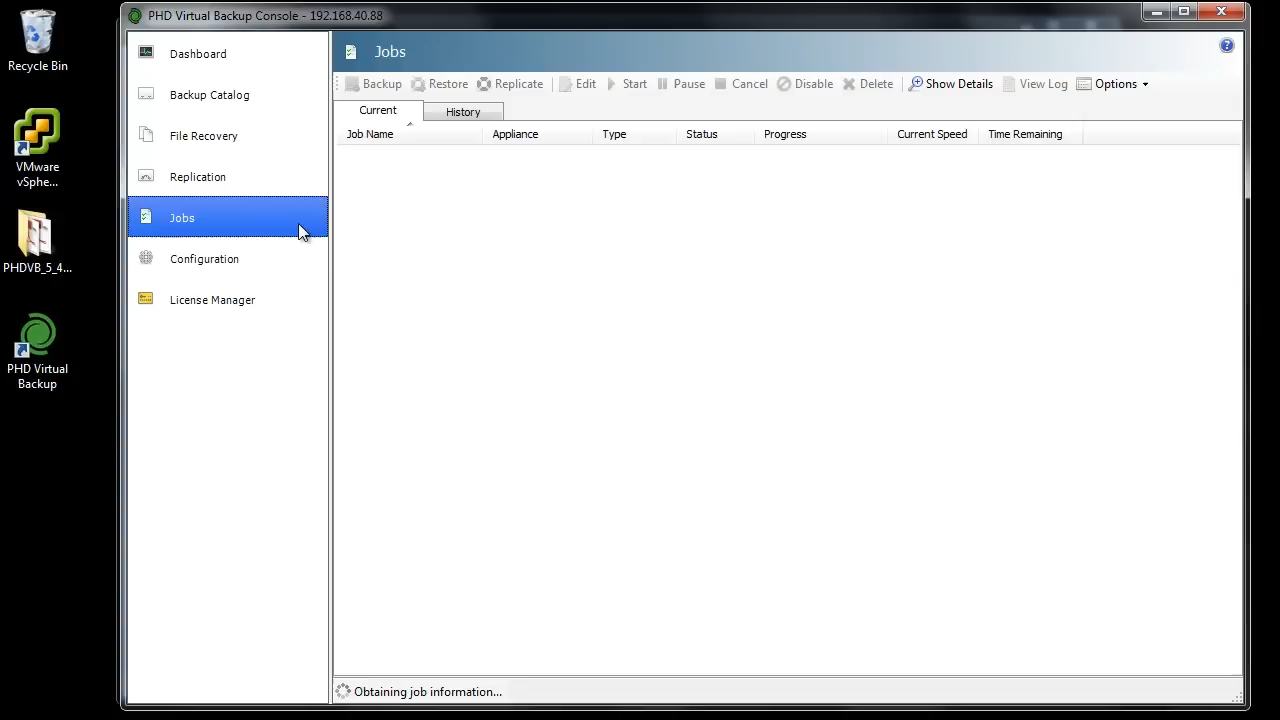 PHD Virtual Backup Console - 192.168.40.88
Recycle Bin
VMware
vSphe...
PHDVB_5_4...
PHD Virtual
Backup
Dashboard
Backup Catalog
File Recovery
Replication
Jobs
Configuration
License Manager
Jobs
?
Backup Restore Replicate Edit Start Pause Cancel Disable Delete Show Details View Log Options
Current History
Job Name Appliance Type Status Progress Current Speed Time Remaining
Obtaining job information...